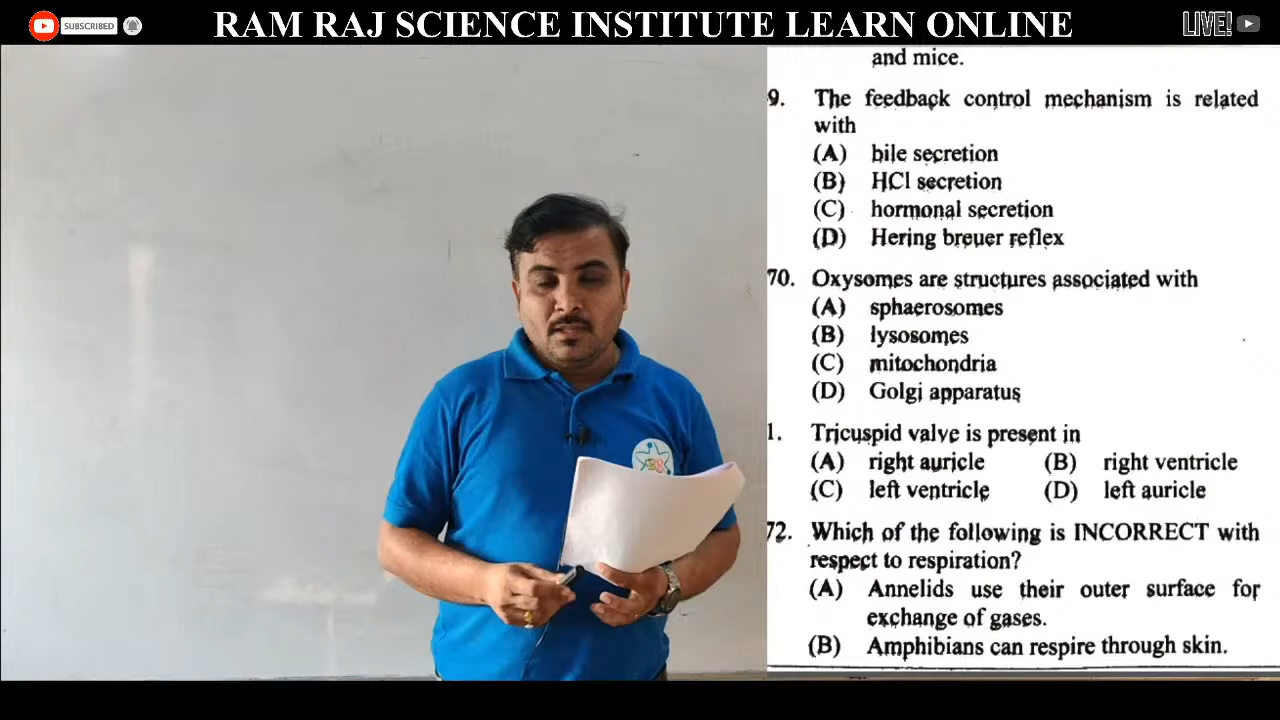 SUBSCRIBED
RAM RAJ SCIENCE INSTITUTE LEARN ONLINE
LIVE!
and mice.
9. The feedback control mechanism is related
with
(A) bile secretion
(B) HCl secretion
(C) hormonal secretion
(D) Hering breuer reflex
70. Oxysomes are structures associated with
(A) sphaerosomes
(B) lysosomes
(C) mitochondria
(D) Golgi apparatus
1. Tricuspid valve is present in
(A) right auricle (B) right ventricle
(C) left ventricle (D) left auricle
72. Which of the following is INCORRECT with
respect to respiration?
(A) Annelids use their outer surface for
exchange of gases.
(B) Amphibians can respire through skin.